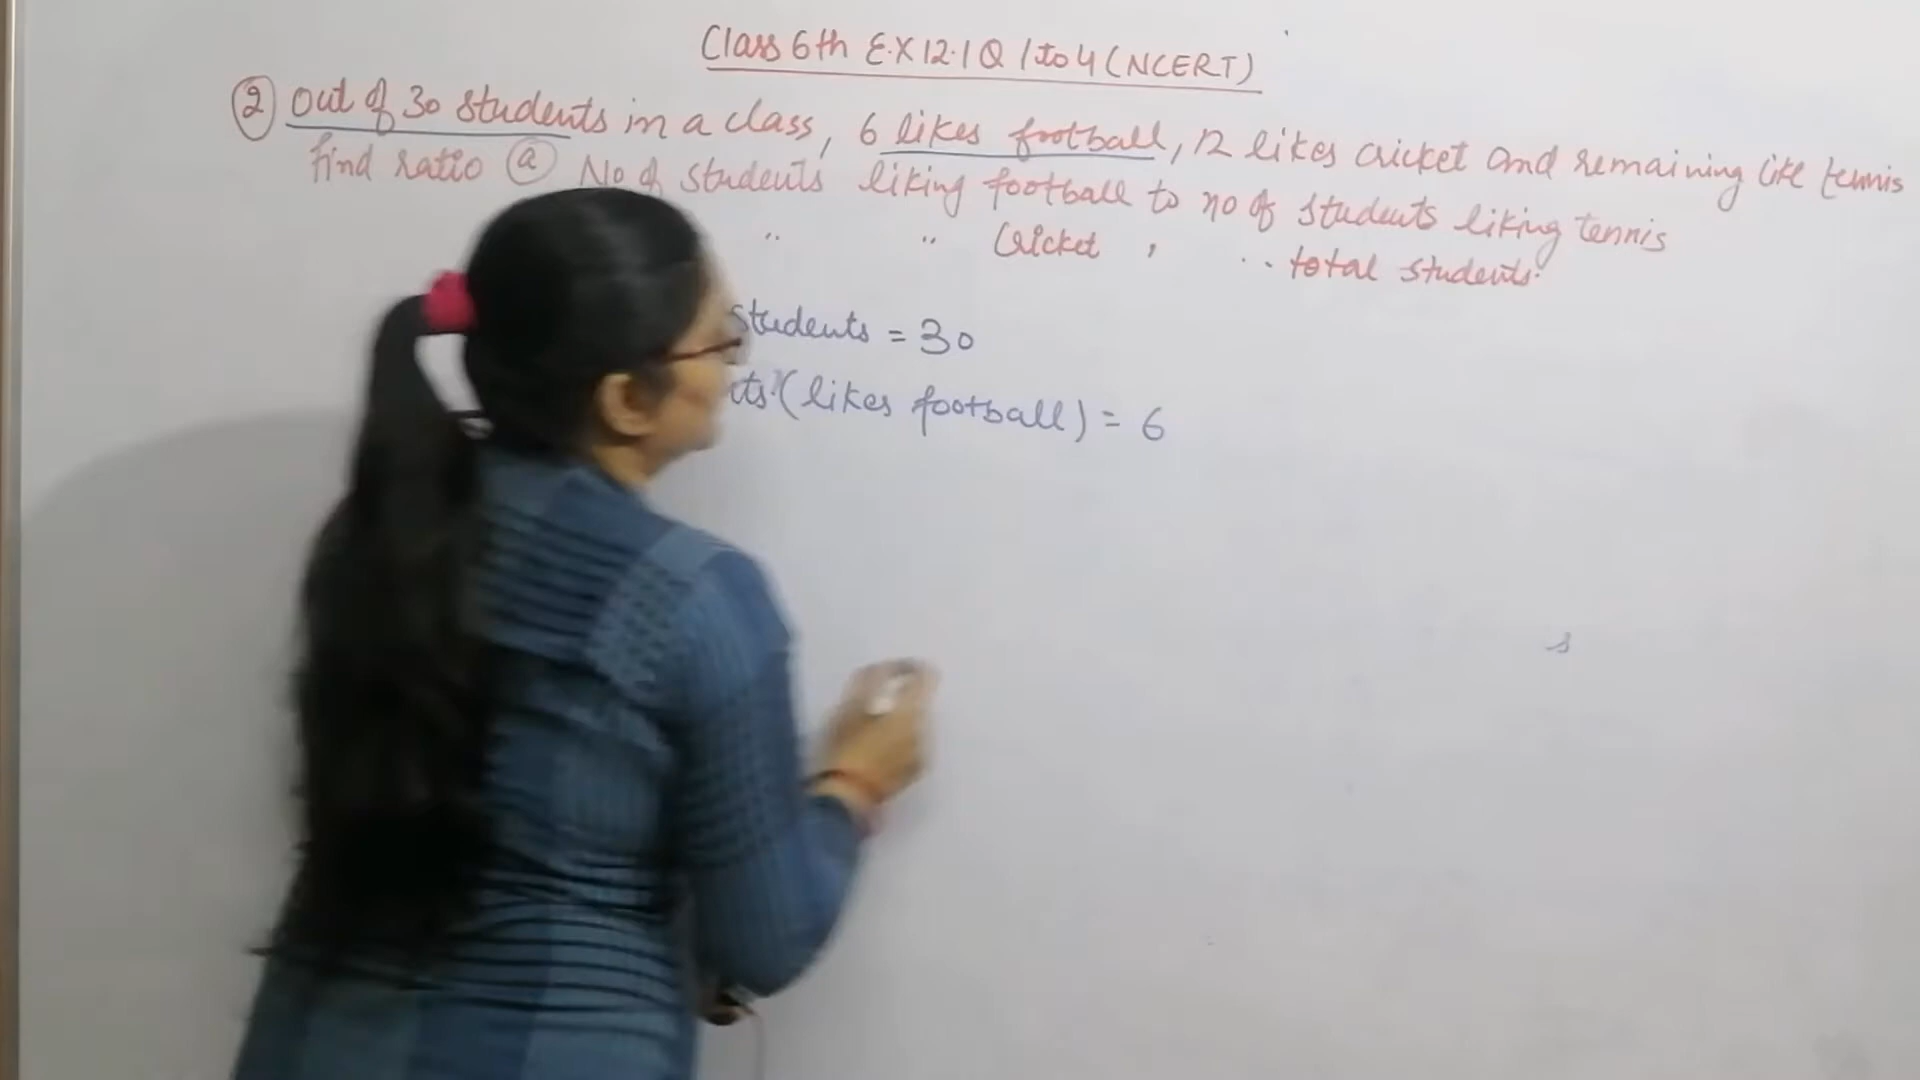 Class 6th E.X 12.1 Q 1 to 4 (NCERT)
② Out of 30 students in a class, 6 likes football, 12 likes cricket and remaining like tennis
find ratio ⓐ No of students liking football to no of students liking tennis
" " Cricket , .. total students.
students = 30
ts. (likes football) = 6
s